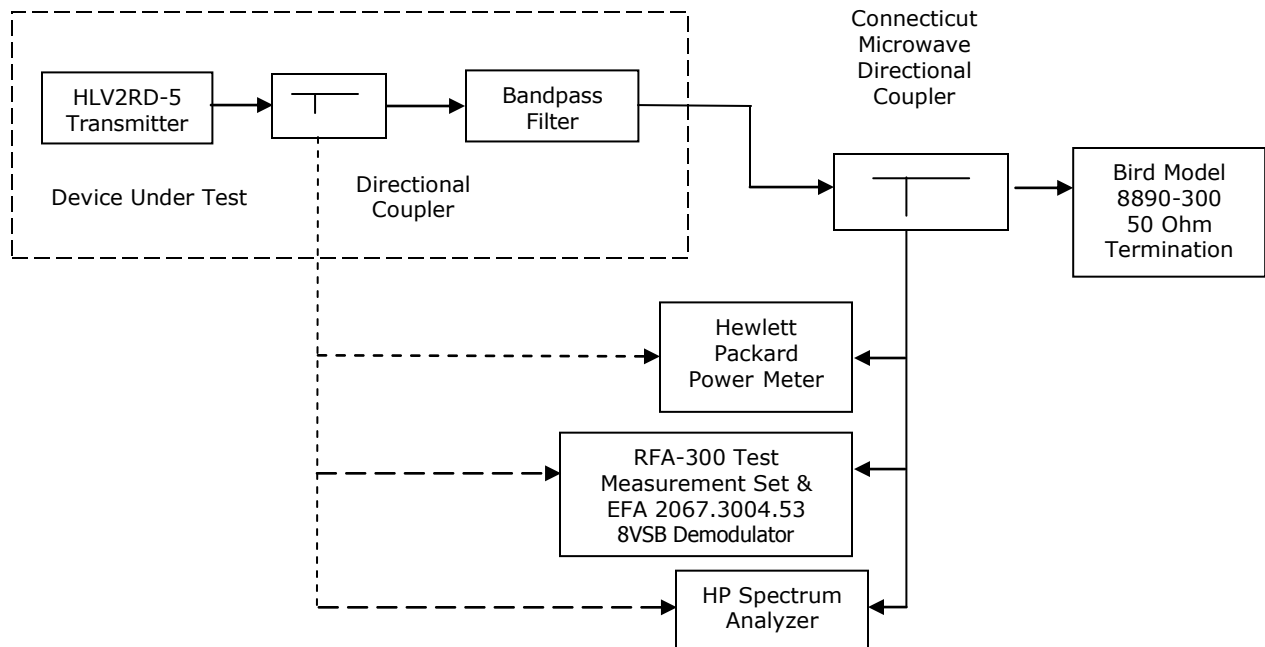 Connecticut
Microwave
Directional
Coupler
HLV2RD-5
Transmitter
Bandpass
Filter
Device Under Test
Directional
Coupler
Bird Model
8890-300
50 Ohm
Termination
Hewlett
Packard
Power Meter
RFA-300 Test
Measurement Set &
EFA 2067.3004.53
8VSB Demodulator
HP Spectrum
Analyzer